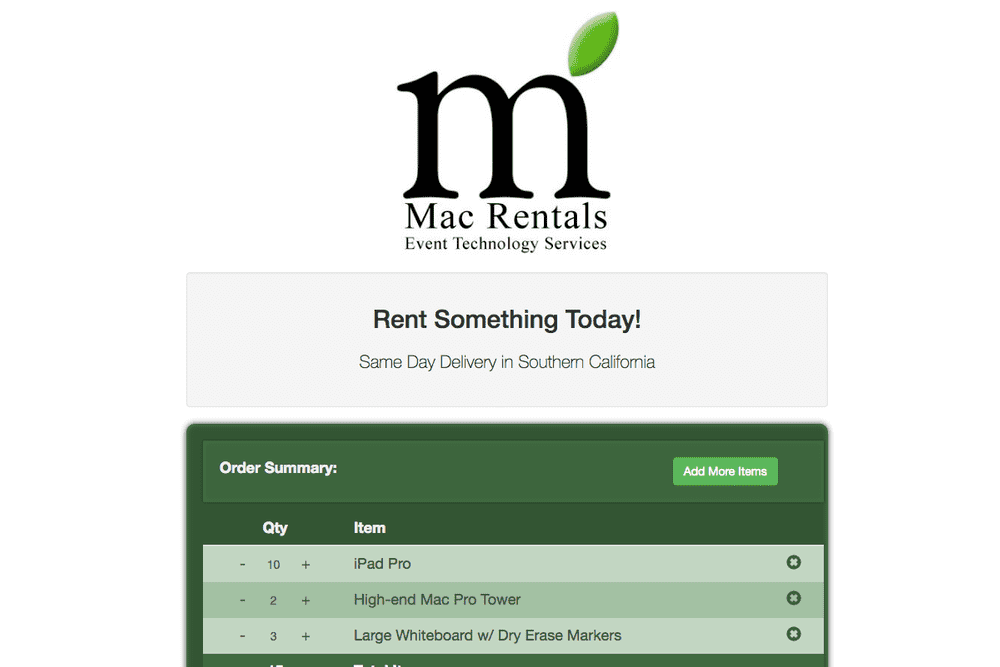 m
Mac Rentals
Event Technology Services
Rent Something Today!
Same Day Delivery in Southern California
Order Summary:
Add More Items
Qty Item
- 10 + iPad Pro
- 2 + High-end Mac Pro Tower
- 3 + Large Whiteboard w/ Dry Erase Markers